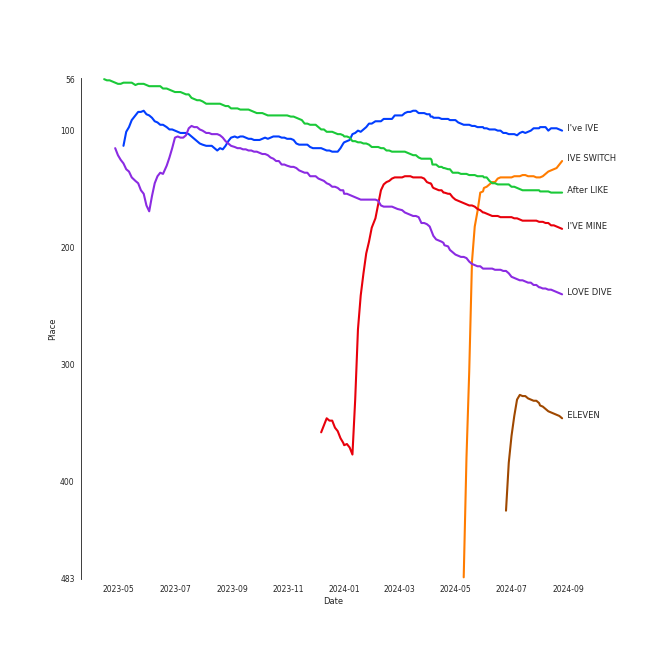 56
100
200
300
400
483
Place
2023-05
2023-07
2023-09
2023-11
2024-01
2024-03
2024-05
2024-07
2024-09
Date
I've IVE
IVE SWITCH
After LIKE
I'VE MINE
LOVE DIVE
ELEVEN